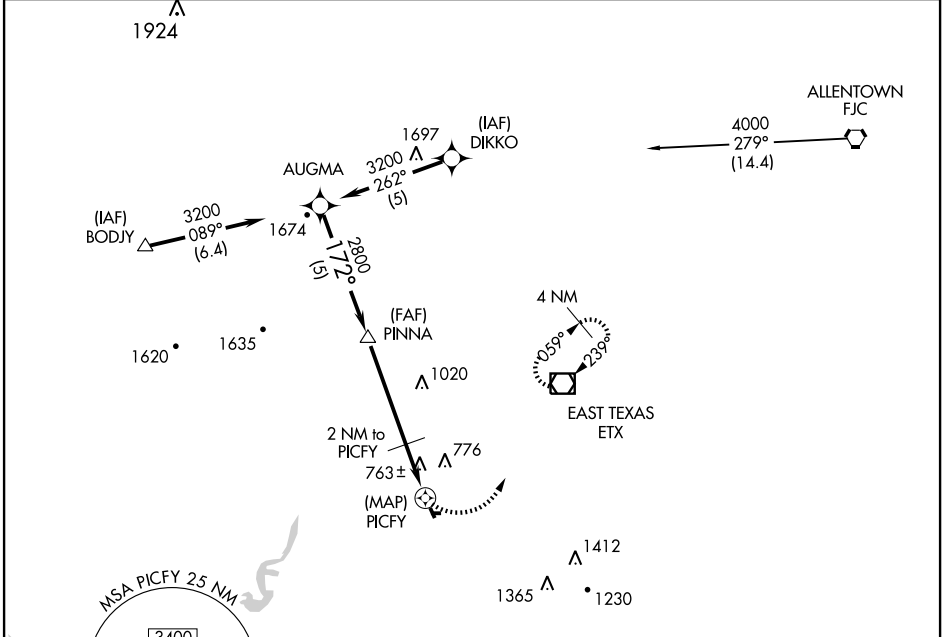 1924
ALLENTOWN
FJC
4000
279°
(14.4)
(IAF)
DIKKO
1697
3200
262°
(5)
AUGMA
1674
(IAF)
BODJY
3200
089°
(6.4)
2800
172°
(5)
(FAF)
PINNA
1620
1635
4 NM
059°
239°
EAST TEXAS
ETX
1020
2 NM to
PICFY
763±
776
(MAP)
PICFY
1412
1365
1230
MSA PICFY 25 NM
3400